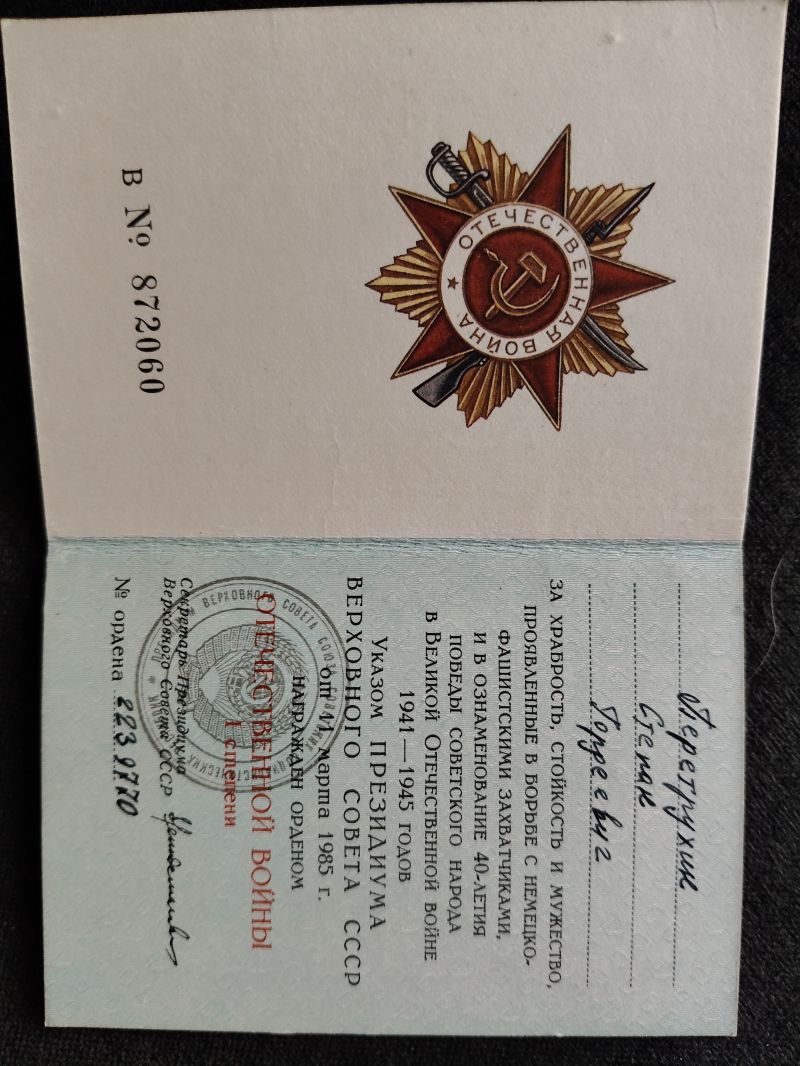 ОТЕЧЕСТВЕННАЯ ВОЙНА
В № 872060
Перетрухин
Степан
Гордеевич
ЗА ХРАБРОСТЬ, СТОЙКОСТЬ И МУЖЕСТВО,
ПРОЯВЛЕННЫЕ В БОРЬБЕ С НЕМЕЦКО-
ФАШИСТСКИМИ ЗАХВАТЧИКАМИ,
И В ОЗНАМЕНОВАНИЕ 40-ЛЕТИЯ
ПОБЕДЫ СОВЕТСКОГО НАРОДА
В ВЕЛИКОЙ ОТЕЧЕСТВЕННОЙ ВОЙНЕ
1941—1945 ГОДОВ
УКАЗОМ ПРЕЗИДИУМА
ВЕРХОВНОГО СОВЕТА СССР
от 11 марта 1985 г.
НАГРАЖДЕН ОРДЕНОМ
ОТЕЧЕСТВЕННОЙ ВОЙНЫ
I степени
Секретарь Президиума
Верховного Совета СССР
№ ордена 2239770